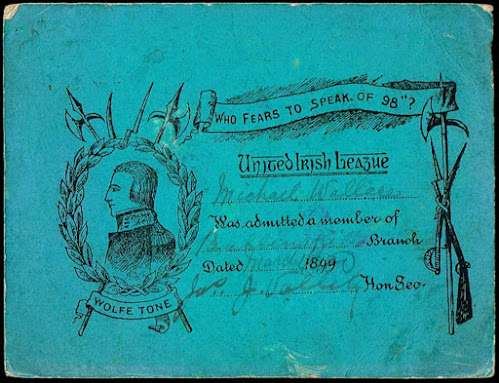 "WHO FEARS TO SPEAK OF 98"?
United Irish League
Michael Wallace
Was admitted a member of
Branch
Dated March 1899
Hon Sec.
WOLFE TONE